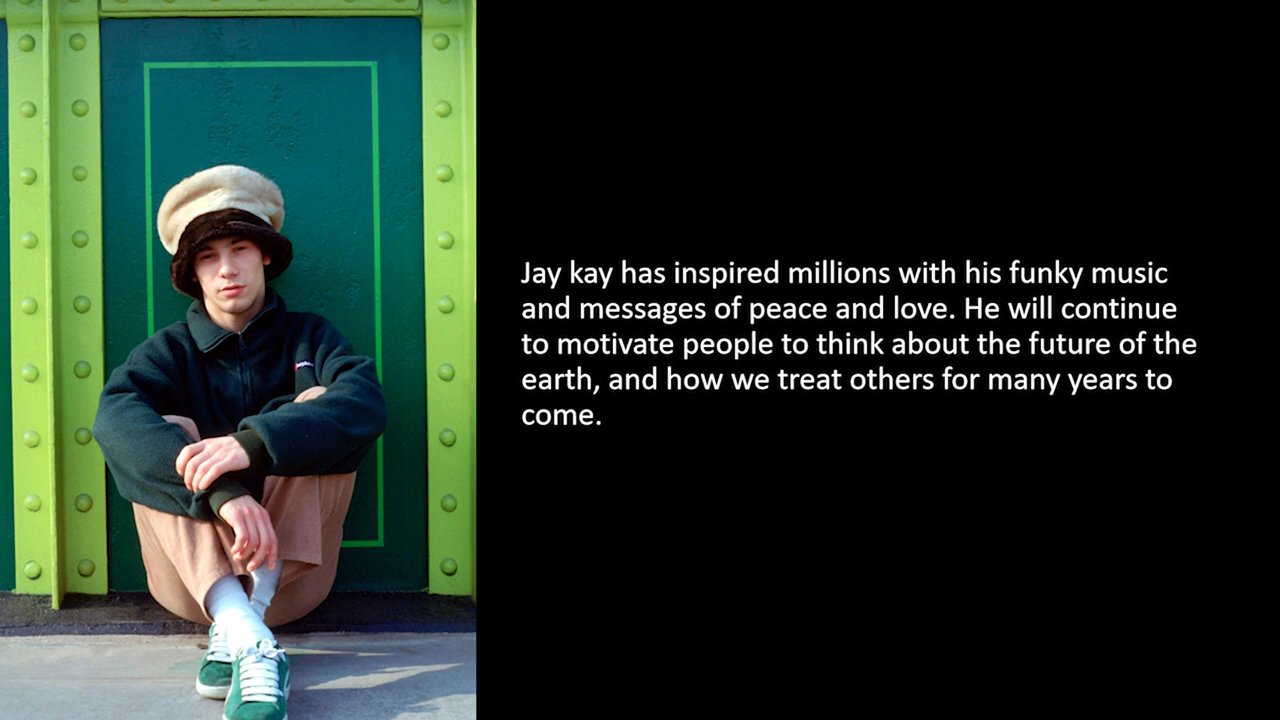 Jay kay has inspired millions with his funky music
and messages of peace and love. He will continue
to motivate people to think about the future of the
earth, and how we treat others for many years to
come.